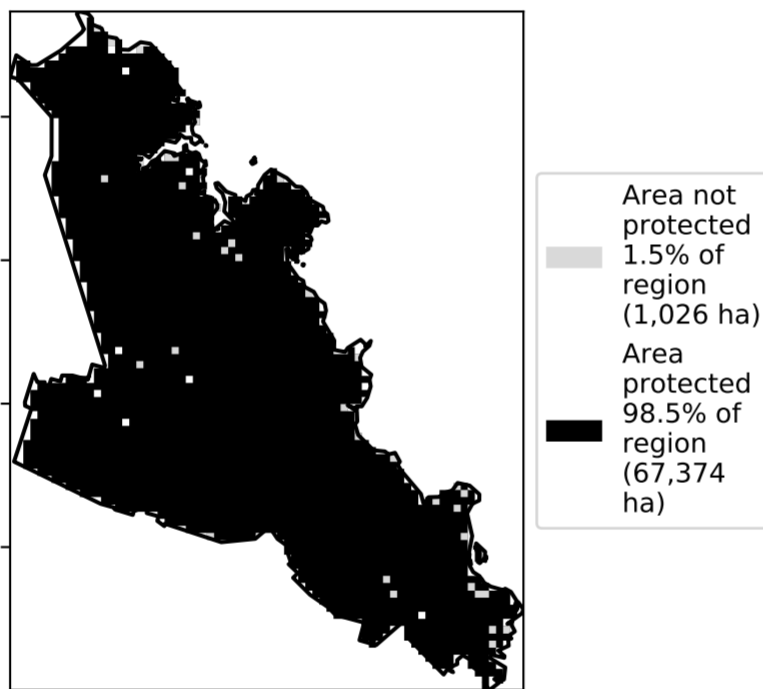 Area not
protected
1.5% of
region
(1,026 ha)
Area
protected
98.5% of
region
(67,374
ha)